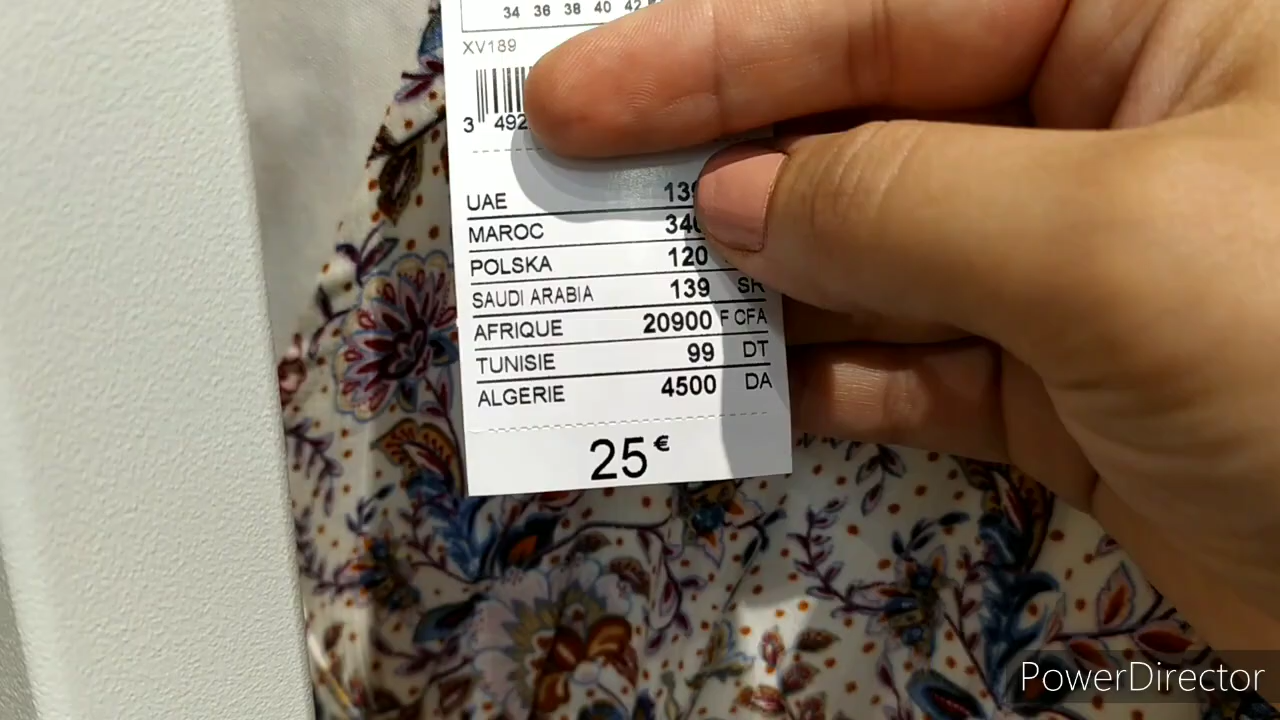 34 36 38 40 42
XV189
3 492
UAE
MAROC
POLSKA 120
SAUDI ARABIA 139 SR
AFRIQUE 20900 F CFA
TUNISIE 99 DT
ALGERIE 4500 DA
25€
PowerDirector